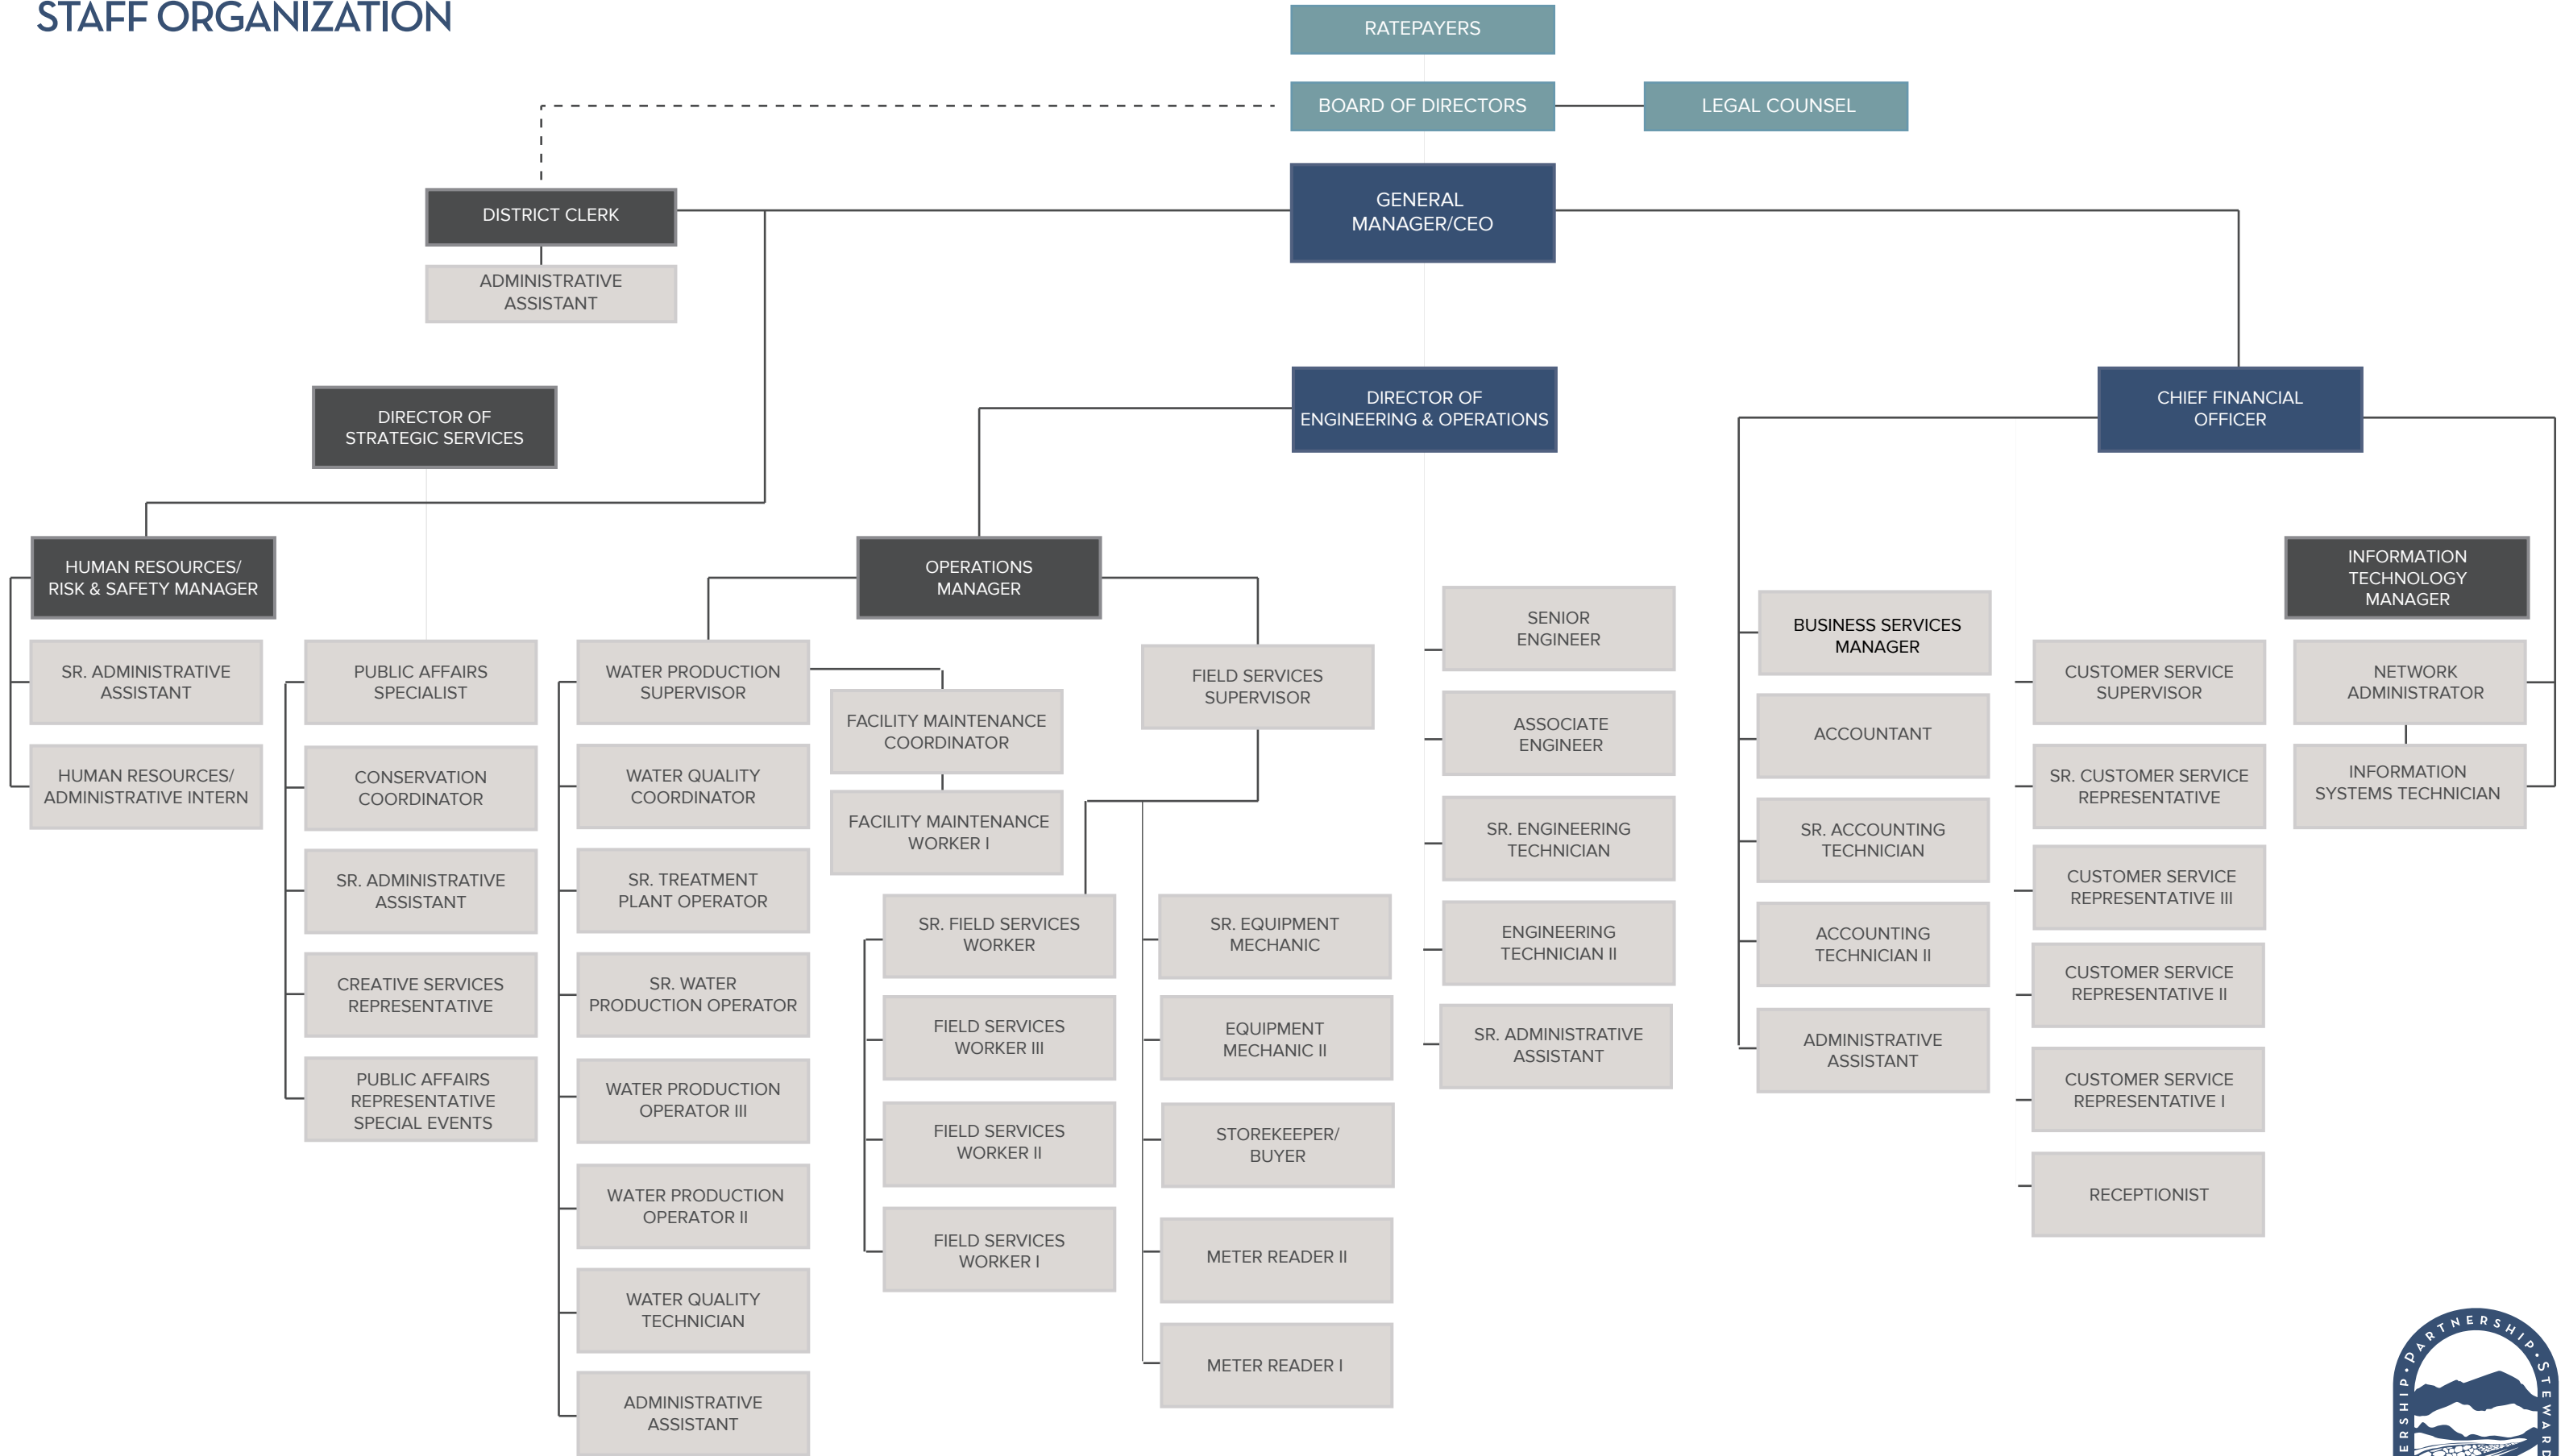 STAFF ORGANIZATION
RATEPAYERS
BOARD OF DIRECTORS
LEGAL COUNSEL
GENERAL
MANAGER/CEO
DISTRICT CLERK
ADMINISTRATIVE
ASSISTANT
DIRECTOR OF
STRATEGIC SERVICES
DIRECTOR OF
ENGINEERING & OPERATIONS
CHIEF FINANCIAL
OFFICER
HUMAN RESOURCES/
RISK & SAFETY MANAGER
SR. ADMINISTRATIVE
ASSISTANT
HUMAN RESOURCES/
ADMINISTRATIVE INTERN
PUBLIC AFFAIRS
SPECIALIST
CONSERVATION
COORDINATOR
SR. ADMINISTRATIVE
ASSISTANT
CREATIVE SERVICES
REPRESENTATIVE
PUBLIC AFFAIRS
REPRESENTATIVE
SPECIAL EVENTS
OPERATIONS
MANAGER
WATER PRODUCTION
SUPERVISOR
WATER QUALITY
COORDINATOR
SR. TREATMENT
PLANT OPERATOR
SR. WATER
PRODUCTION OPERATOR
WATER PRODUCTION
OPERATOR III
WATER PRODUCTION
OPERATOR II
WATER QUALITY
TECHNICIAN
ADMINISTRATIVE
ASSISTANT
FACILITY MAINTENANCE
COORDINATOR
FACILITY MAINTENANCE
WORKER I
FIELD SERVICES
SUPERVISOR
SR. FIELD SERVICES
WORKER
FIELD SERVICES
WORKER III
FIELD SERVICES
WORKER II
FIELD SERVICES
WORKER I
SR. EQUIPMENT
MECHANIC
EQUIPMENT
MECHANIC II
STOREKEEPER/
BUYER
METER READER II
METER READER I
SENIOR
ENGINEER
ASSOCIATE
ENGINEER
SR. ENGINEERING
TECHNICIAN
ENGINEERING
TECHNICIAN II
SR. ADMINISTRATIVE
ASSISTANT
BUSINESS SERVICES
MANAGER
ACCOUNTANT
SR. ACCOUNTING
TECHNICIAN
ACCOUNTING
TECHNICIAN II
ADMINISTRATIVE
ASSISTANT
CUSTOMER SERVICE
SUPERVISOR
SR. CUSTOMER SERVICE
REPRESENTATIVE
CUSTOMER SERVICE
REPRESENTATIVE III
CUSTOMER SERVICE
REPRESENTATIVE II
CUSTOMER SERVICE
REPRESENTATIVE I
RECEPTIONIST
INFORMATION
TECHNOLOGY
MANAGER
NETWORK
ADMINISTRATOR
INFORMATION
SYSTEMS TECHNICIAN
ERSHIP • PARTNERSHIP • STEWARD